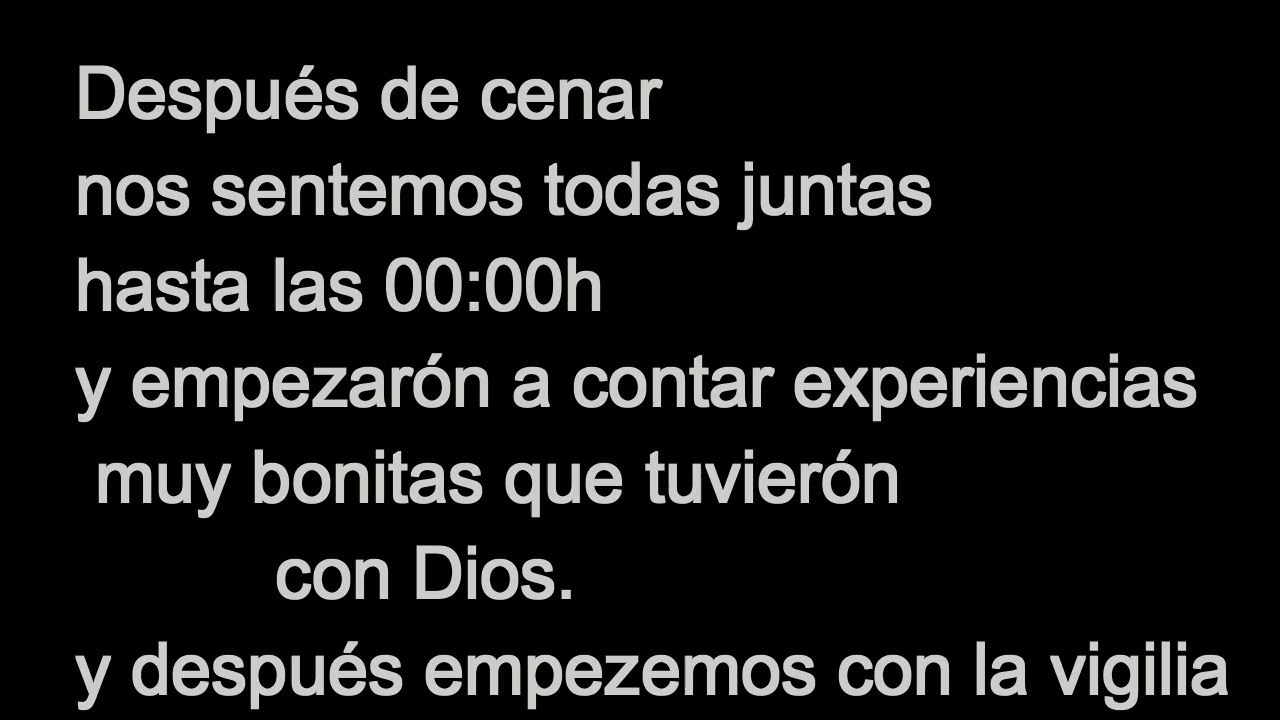 Después de cenar
nos sentemos todas juntas
hasta las 00:00h
y empezarón a contar experiencias
muy bonitas que tuvierón
con Dios.
y después empezemos con la vigilia